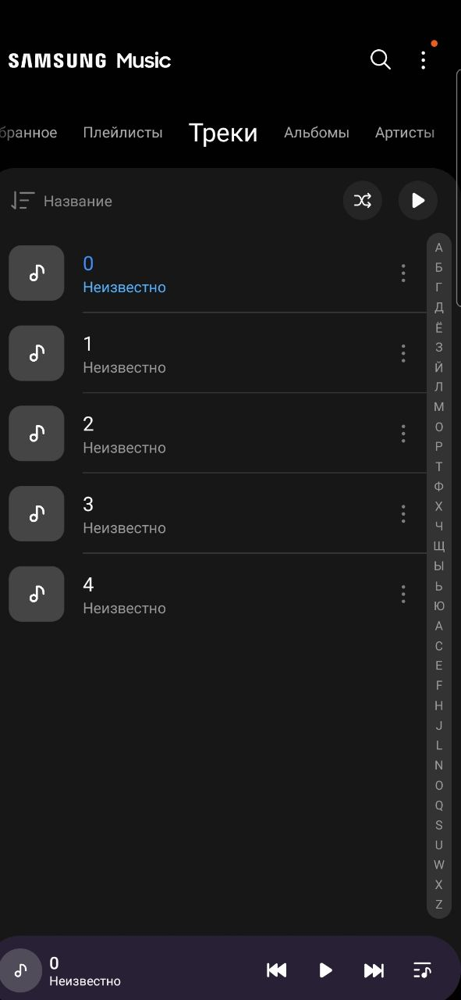 SAMSUNG Music
бранное Плейлисты Треки Альбомы Артисты
Название
0
Неизвестно
1
Неизвестно
2
Неизвестно
3
Неизвестно
4
Неизвестно
А
Б
Г
Д
Ё
З
Й
Л
М
О
Р
Т
Ф
Х
Ч
Щ
Ы
Ь
Ю
A
C
E
F
H
J
L
N
O
Q
S
U
W
X
Z
0
Неизвестно